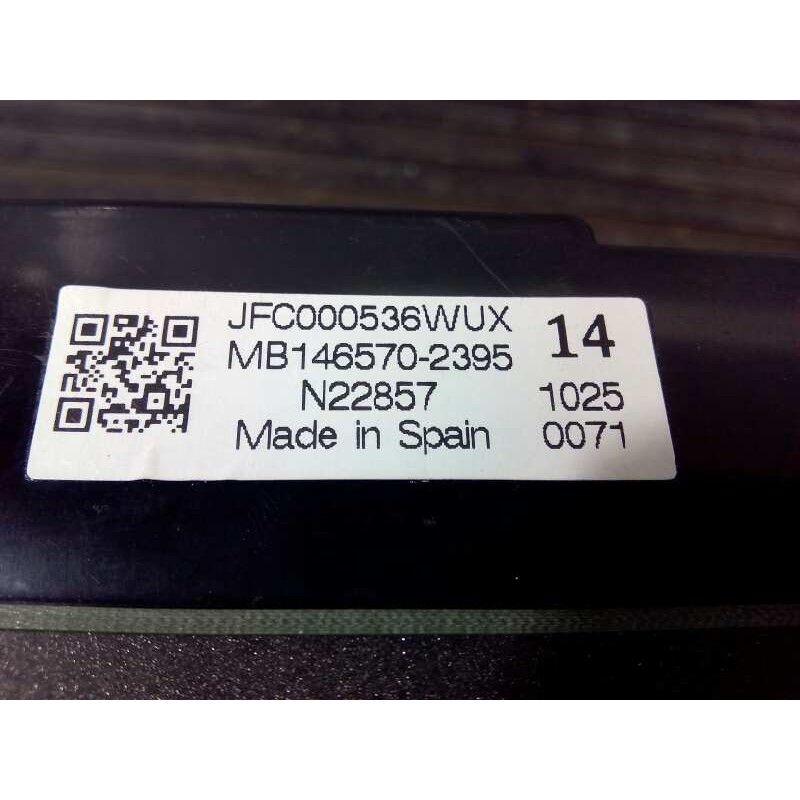 JFC000536WUX 14
MB146570-2395
N22857 1025
Made in Spain 0071